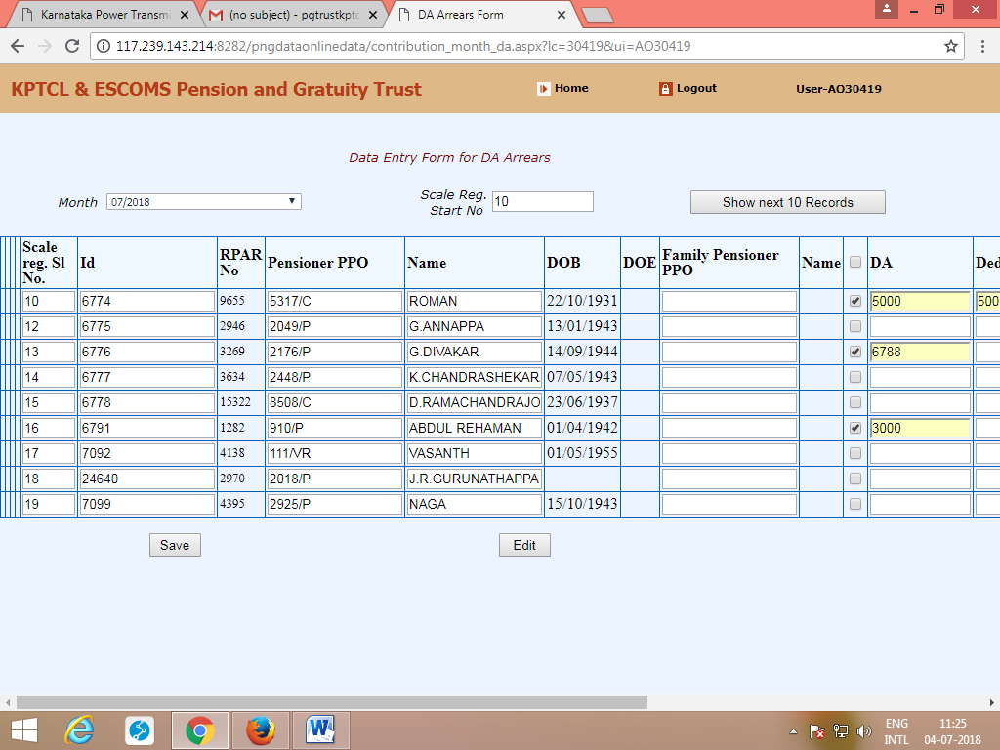 Karnataka Power Transm
(no subject) - pgtrustkptc
DA Arrears Form
117.239.143.214:8282/pngdataonlinedata/contribution_month_da.aspx?lc=30419&ui=AO30419
KPTCL & ESCOMS Pension and Gratuity Trust
Home
Logout
User-AO30419
Data Entry Form for DA Arrears
Month 07/2018
Scale Reg. Start No 10
Show next 10 Records
Scale reg. Sl No. Id RPAR No Pensioner PPO Name DOB DOE Family Pensioner PPO Name DA Ded
10 6774 9655 5317/C ROMAN 22/10/1931 5000 500
12 6775 2946 2049/P G.ANNAPPA 13/01/1943
13 6776 3269 2176/P G.DIVAKAR 14/09/1944 6788
14 6777 3634 2448/P K.CHANDRASHEKAR 07/05/1943
15 6778 15322 8508/C D.RAMACHANDRAJO 23/06/1937
16 6791 1282 910/P ABDUL REHAMAN 01/04/1942 3000
17 7092 4138 111/VR VASANTH 01/05/1955
18 24640 2970 2018/P J.R.GURUNATHAPPA
19 7099 4395 2925/P NAGA 15/10/1943
Save
Edit
ENG 11:25
INTL 04-07-2018